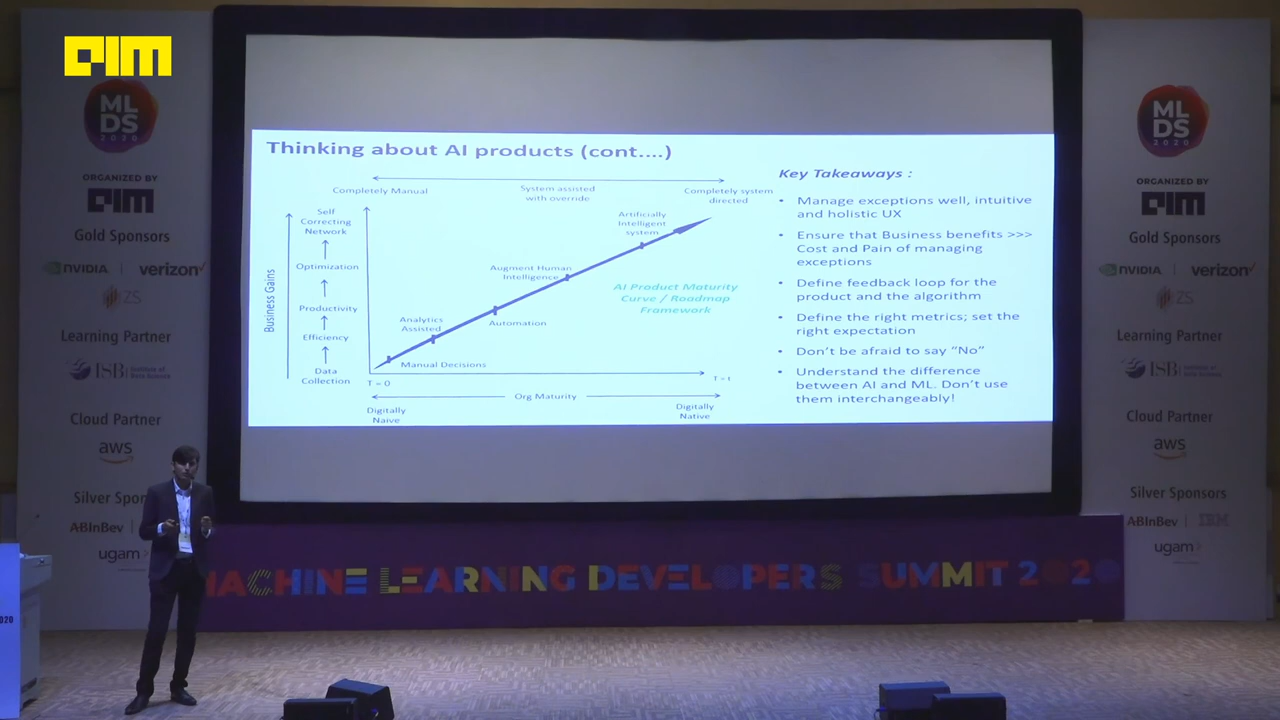 AIM
ML
DS
2020
ORGANIZED BY
AIM
Gold Sponsors
NVIDIA
verizon
ZS
Learning Partner
ISB
Cloud Partner
aws
Silver Spon
ABInBev
ugam
Thinking about AI products (cont....)
Completely Manual
System assisted
with override
Completely system
directed
Business Gains
Self
Correcting
Network
Optimization
Productivity
Efficiency
Data
Collection
Artificially
Intelligent
system
Augment Human
Intelligence
Automation
Analytics
Assisted
Manual Decisions
AI Product Maturity
Curve / Roadmap
Framework
T = 0
T = t
Org Maturity
Digitally
Naive
Digitally
Native
Key Takeaways :
• Manage exceptions well, intuitive
and holistic UX
• Ensure that Business benefits >>>
Cost and Pain of managing
exceptions
• Define feedback loop for the
product and the algorithm
• Define the right metrics; set the
right expectation
• Don't be afraid to say "No"
• Understand the difference
between AI and ML. Don't use
them interchangeably!
ML
DS
2020
ORGANIZED BY
AIM
Gold Sponsors
NVIDIA
verizon
ZS
Learning Partner
ISB
Cloud Partner
aws
Silver Sponsors
ABInBev
IBM
ugam
MACHINE LEARNING DEVELOPERS SUMMIT 2020
2020